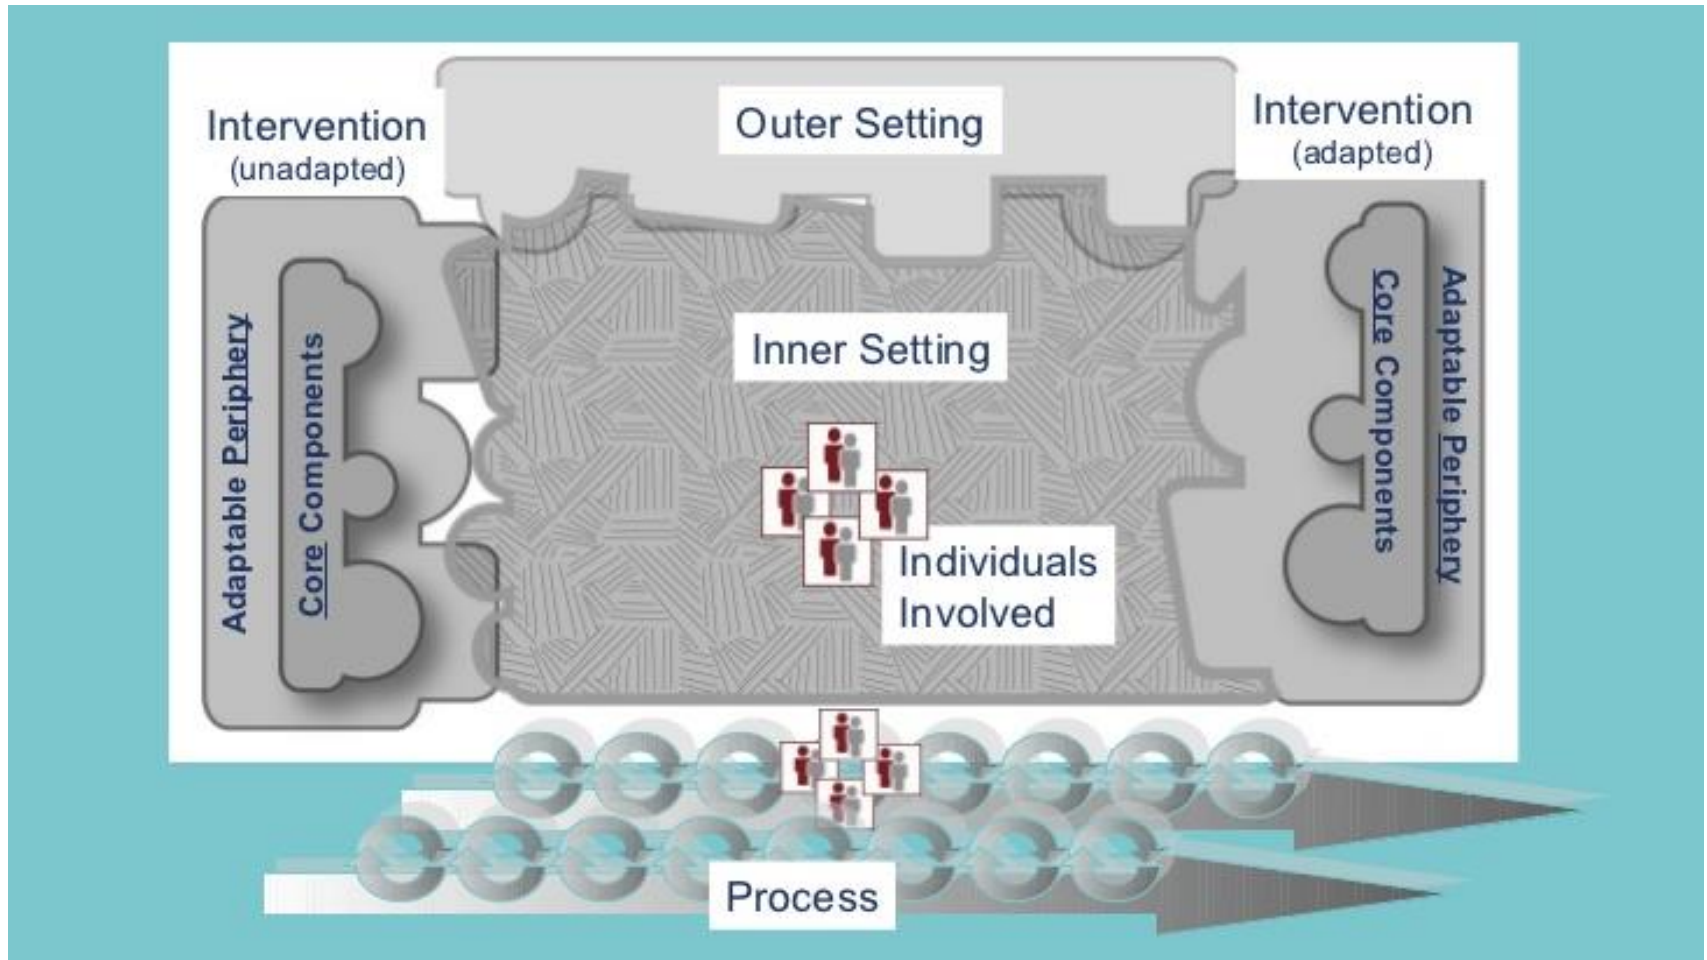 Outer Setting
Intervention
(unadapted)
Intervention
(adapted)
Adaptable Periphery
Core Components
Inner Setting
Individuals
Involved
Core Components
Adaptable Periphery
Process